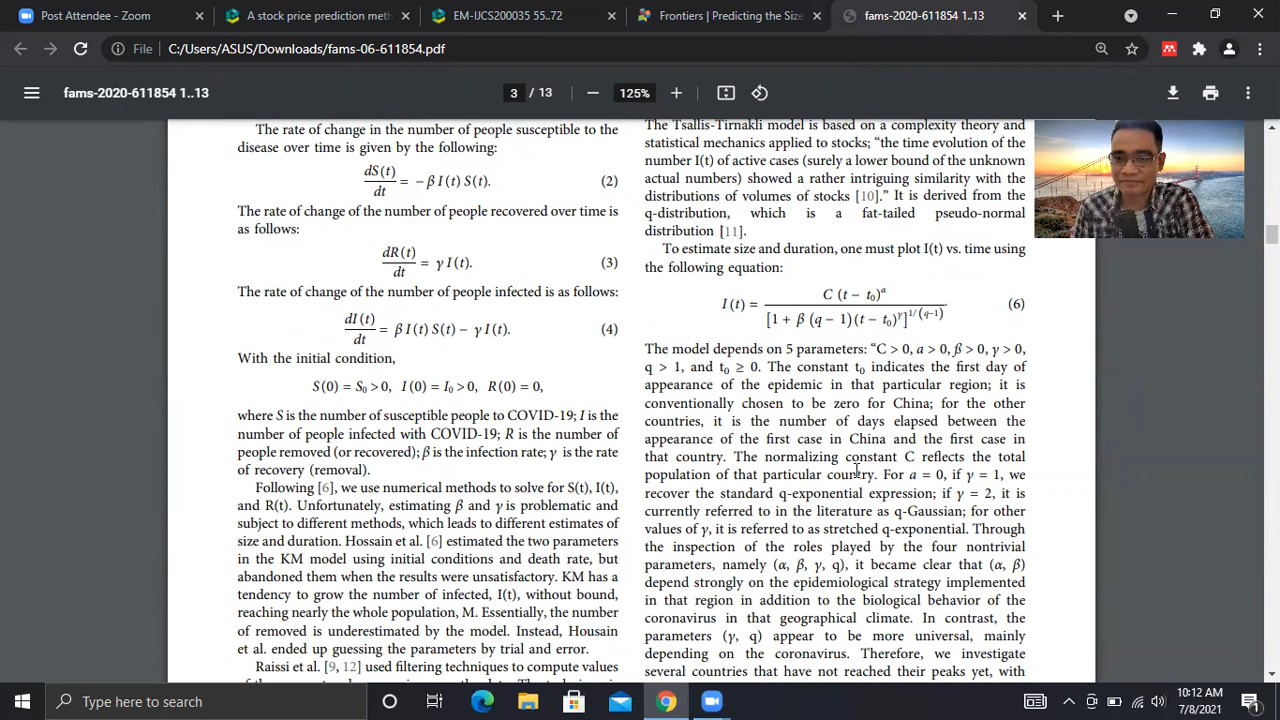 Post Attendee - Zoom
A stock price prediction meth
EM-IJCS200035 55..72
Frontiers | Predicting the Size
fams-2020-611854 1..13
File
C:/Users/ASUS/Downloads/fams-06-611854.pdf
fams-2020-611854 1..13
3 / 13
125%
The rate of change in the number of people susceptible to the
disease over time is given by the following:
dS(t)/dt = −β I(t) S(t). (2)
The rate of change of the number of people recovered over time is
as follows:
dR(t)/dt = γ I(t). (3)
The rate of change of the number of people infected is as follows:
dI(t)/dt = β I(t) S(t) − γ I(t). (4)
With the initial condition,
S(0) = S₀ > 0, I(0) = I₀ > 0, R(0) = 0,
where S is the number of susceptible people to COVID-19; I is the
number of people infected with COVID-19; R is the number of
people removed (or recovered); β is the infection rate; γ is the rate
of recovery (removal).
Following [6], we use numerical methods to solve for S(t), I(t),
and R(t). Unfortunately, estimating β and γ is problematic and
subject to different methods, which leads to different estimates of
size and duration. Hossain et al. [6] estimated the two parameters
in the KM model using initial conditions and death rate, but
abandoned them when the results were unsatisfactory. KM has a
tendency to grow the number of infected, I(t), without bound,
reaching nearly the whole population, M. Essentially, the number
of removed is underestimated by the model. Instead, Housain
et al. ended up guessing the parameters by trial and error.
Raissi et al. [9, 12] used filtering techniques to compute values
The Tsallis-Tirnakli model is based on a complexity theory and
statistical mechanics applied to stocks; “the time evolution of the
number I(t) of active cases (surely a lower bound of the unknown
actual numbers) showed a rather intriguing similarity with the
distributions of volumes of stocks [10].” It is derived from the
q-distribution, which is a fat-tailed pseudo-normal
distribution [11].
To estimate size and duration, one must plot I(t) vs. time using
the following equation:
I(t) = C (t − t₀)^α / [1 + β (q − 1)(t − t₀)^γ]^1/(q−1) (6)
The model depends on 5 parameters: “C > 0, a > 0, ß > 0, γ > 0,
q > 1, and t₀ ≥ 0. The constant t₀ indicates the first day of
appearance of the epidemic in that particular region; it is
conventionally chosen to be zero for China; for the other
countries, it is the number of days elapsed between the
appearance of the first case in China and the first case in
that country. The normalizing constant C reflects the total
population of that particular country. For a = 0, if γ = 1, we
recover the standard q-exponential expression; if γ = 2, it is
currently referred to in the literature as q-Gaussian; for other
values of γ, it is referred to as stretched q-exponential. Through
the inspection of the roles played by the four nontrivial
parameters, namely (α, β, γ, q), it became clear that (α, β)
depend strongly on the epidemiological strategy implemented
in that region in addition to the biological behavior of the
coronavirus in that geographical climate. In contrast, the
parameters (γ, q) appear to be more universal, mainly
depending on the coronavirus. Therefore, we investigate
several countries that have not reached their peaks yet, with
Type here to search
10:12 AM
7/8/2021